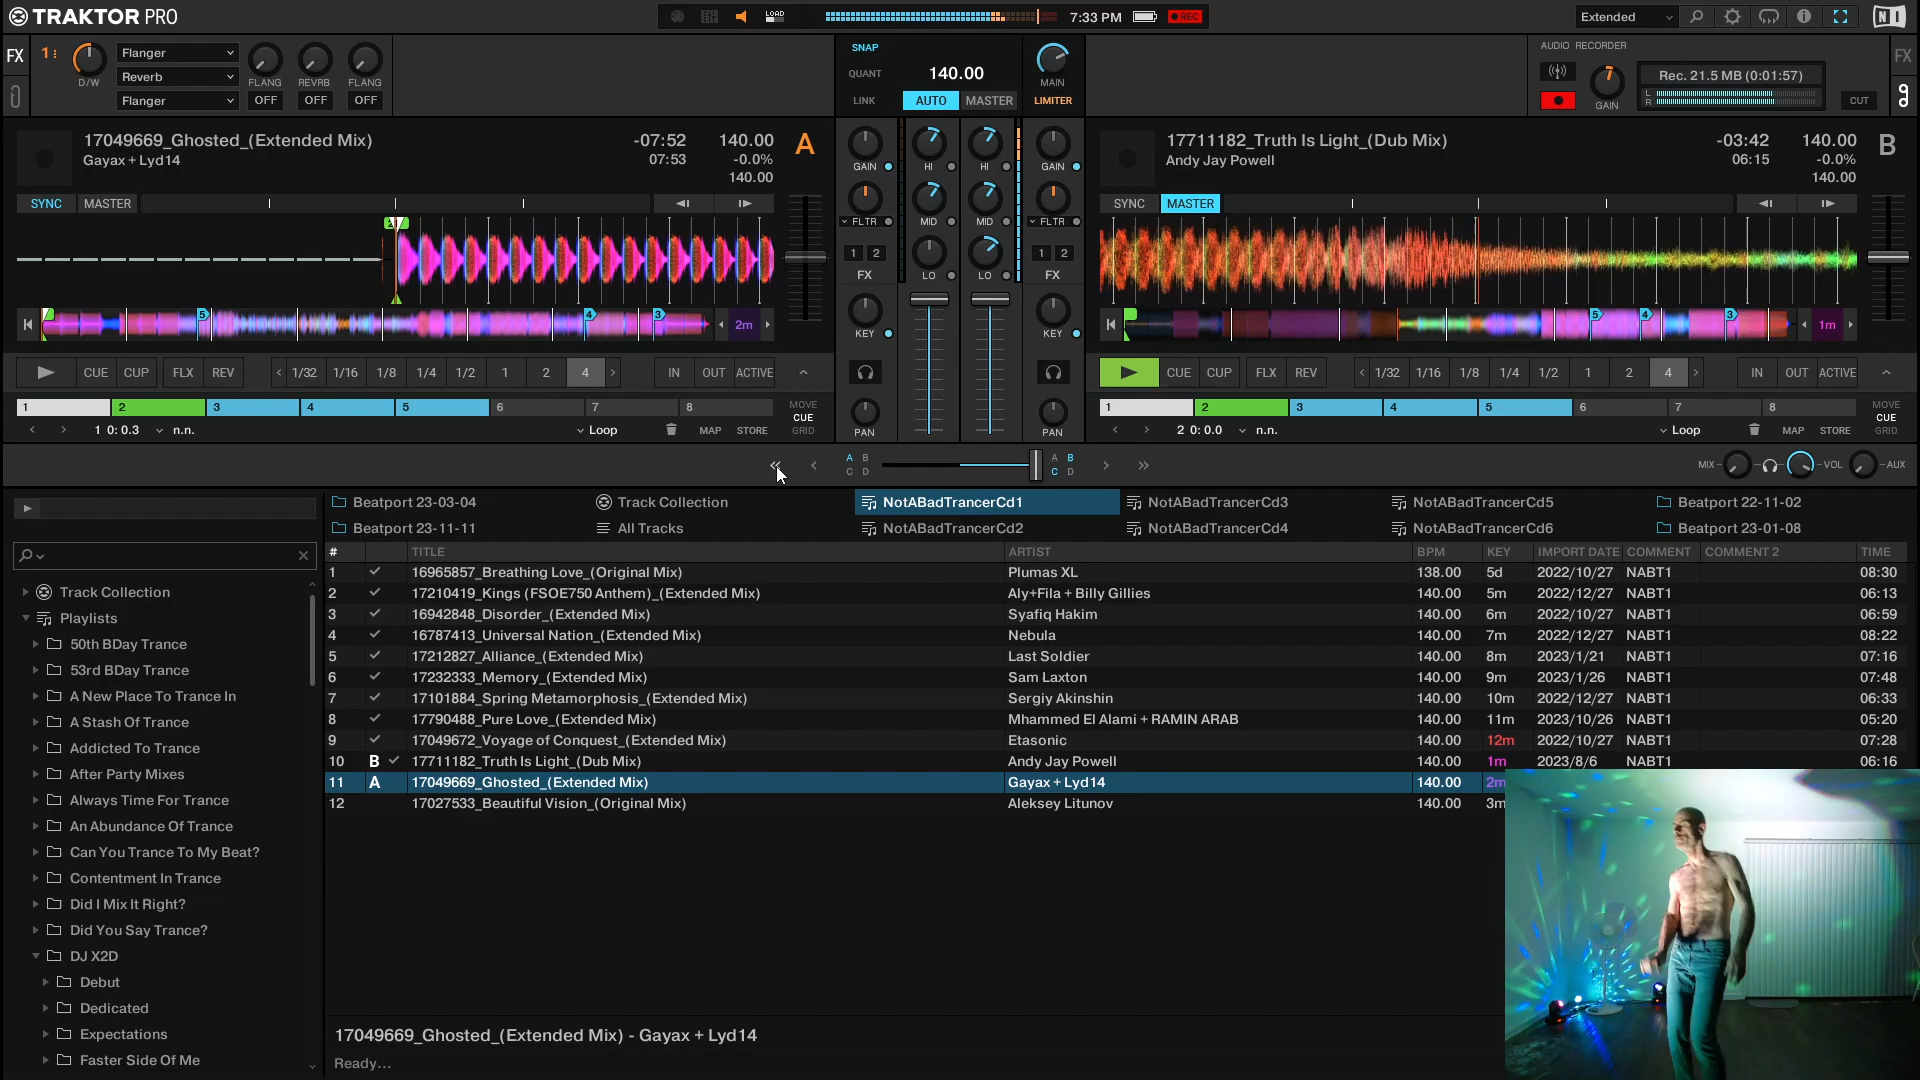 TRAKTOR PRO
LOAD
7:33 PM
REC
Extended
FX
1
D/W
Flanger
Reverb
Flanger
FLANG
REVRB
FLANG
OFF
OFF
OFF
SNAP
QUANT
LINK
140.00
AUTO
MASTER
MAIN
LIMITER
AUDIO RECORDER
GAIN
Rec. 21.5 MB (0:01:57)
L
R
CUT
FX
17049669_Ghosted_(Extended Mix)
Gayax + Lyd14
-07:52
07:53
140.00
-0.0%
140.00
A
SYNC
MASTER
5
4
3
2m
CUE
CUP
FLX
REV
1/32
1/16
1/8
1/4
1/2
1
2
4
IN
OUT
ACTIVE
1
2
3
4
5
6
7
8
MOVE
CUE
GRID
1 0: 0.3
n.n.
Loop
MAP
STORE
GAIN
HI
HI
GAIN
FLTR
MID
MID
FLTR
1
2
FX
LO
LO
1
2
FX
KEY
KEY
PAN
PAN
17711182_Truth Is Light_(Dub Mix)
Andy Jay Powell
-03:42
06:15
140.00
-0.0%
140.00
B
SYNC
MASTER
5
4
3
1m
CUE
CUP
FLX
REV
1/32
1/16
1/8
1/4
1/2
1
2
4
IN
OUT
ACTIVE
1
2
3
4
5
6
7
8
MOVE
CUE
GRID
2 0: 0.0
n.n.
Loop
MAP
STORE
A B
C D
A B
C D
MIX
VOL
AUX
Beatport 23-03-04
Track Collection
NotABadTrancerCd1
NotABadTrancerCd3
NotABadTrancerCd5
Beatport 22-11-02
Beatport 23-11-11
All Tracks
NotABadTrancerCd2
NotABadTrancerCd4
NotABadTrancerCd6
Beatport 23-01-08
Track Collection
Playlists
50th BDay Trance
53rd BDay Trance
A New Place To Trance In
A Stash Of Trance
Addicted To Trance
After Party Mixes
Always Time For Trance
An Abundance Of Trance
Can You Trance To My Beat?
Contentment In Trance
Did I Mix It Right?
Did You Say Trance?
DJ X2D
Debut
Dedicated
Expectations
Faster Side Of Me
# TITLE ARTIST BPM KEY IMPORT DATE COMMENT COMMENT 2 TIME
1 16965857_Breathing Love_(Original Mix) Plumas XL 138.00 5d 2022/10/27 NABT1 08:30
2 17210419_Kings (FSOE750 Anthem)_(Extended Mix) Aly+Fila + Billy Gillies 140.00 5m 2022/12/27 NABT1 06:13
3 16942848_Disorder_(Extended Mix) Syafiq Hakim 140.00 6m 2022/10/27 NABT1 06:59
4 16787413_Universal Nation_(Extended Mix) Nebula 140.00 7m 2022/12/27 NABT1 08:22
5 17212827_Alliance_(Extended Mix) Last Soldier 140.00 8m 2023/1/21 NABT1 07:16
6 17232333_Memory_(Extended Mix) Sam Laxton 140.00 9m 2023/1/26 NABT1 07:48
7 17101884_Spring Metamorphosis_(Extended Mix) Sergiy Akinshin 140.00 10m 2022/12/27 NABT1 06:33
8 17790488_Pure Love_(Extended Mix) Mhammed El Alami + RAMIN ARAB 140.00 11m 2023/10/26 NABT1 05:20
9 17049672_Voyage of Conquest_(Extended Mix) Etasonic 140.00 12m 2022/10/27 NABT1 07:28
10 B 17711182_Truth Is Light_(Dub Mix) Andy Jay Powell 140.00 1m 2023/8/6 NABT1 06:16
11 A 17049669_Ghosted_(Extended Mix) Gayax + Lyd14 140.00 2m
12 17027533_Beautiful Vision_(Original Mix) Aleksey Litunov 140.00 3m
17049669_Ghosted_(Extended Mix) - Gayax + Lyd14
Ready...